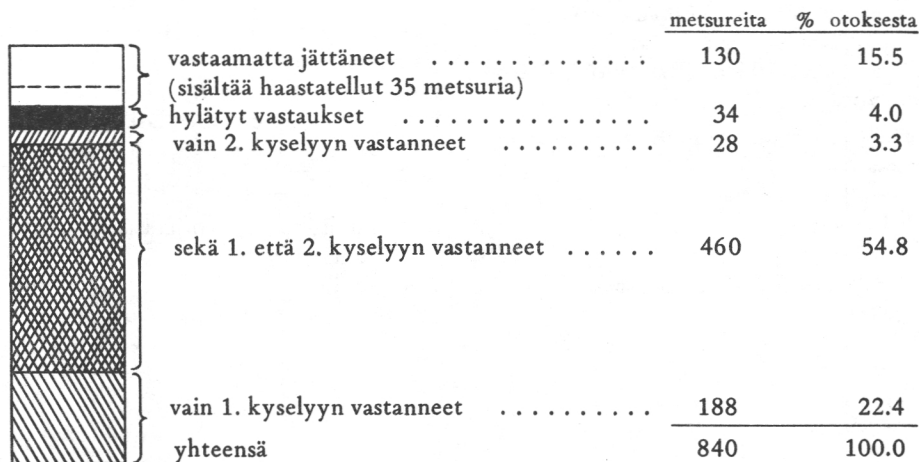 metsureita % otoksesta
vastaamatta jättäneet . . . . . . . . . . . . . . . 130 15.5
(sisältää haastatellut 35 metsuria)
hylätyt vastaukset . . . . . . . . . . . . . . . . . 34 4.0
vain 2. kyselyyn vastanneet . . . . . . . . . . 28 3.3
sekä 1. että 2. kyselyyn vastanneet . . . . . . 460 54.8
vain 1. kyselyyn vastanneet . . . . . . . . . . 188 22.4
yhteensä 840 100.0